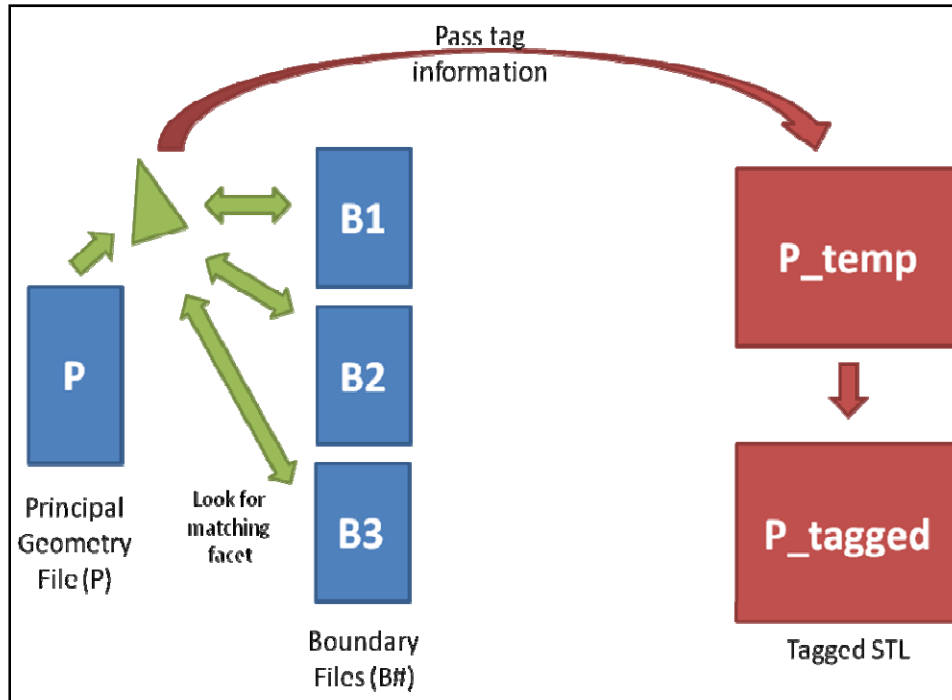 Pass tag
information
B1
P_temp
P
B2
Principal
Geometry
File (P)
Look for
matching
facet
B3
P_tagged
Boundary
Files (B#)
Tagged STL